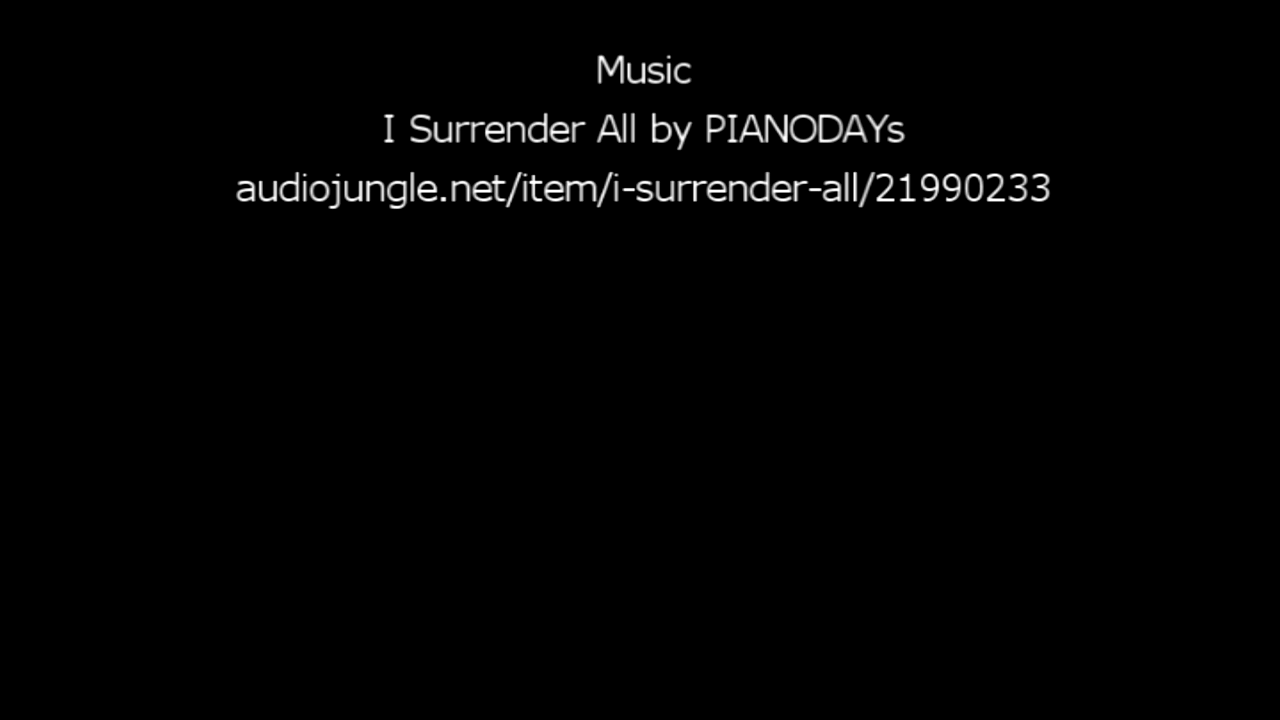 Music
I Surrender All by PIANODAYs
audiojungle.net/item/i-surrender-all/21990233